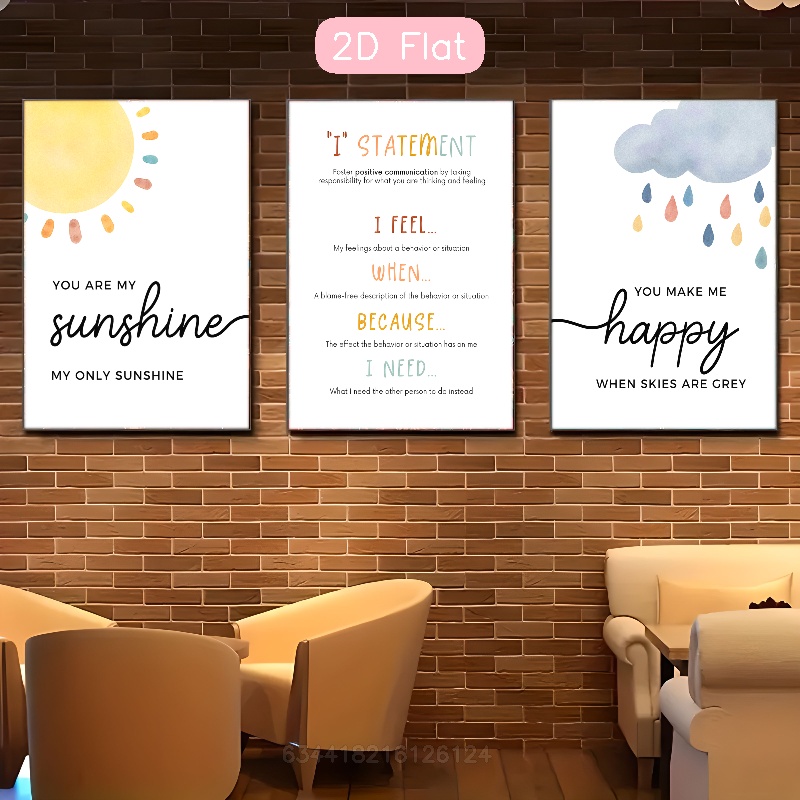 2D Flat
YOU ARE MY
sunshine
MY ONLY SUNSHINE
"I" STATEMENT
Foster positive communication by taking
responsibility for what you are thinking and feeling
I FEEL...
My feelings about a behavior or situation
WHEN...
A blame-free description of the behavior or situation
BECAUSE...
The effect the behavior or situation has on me
I NEED...
What I need the other person to do instead
YOU MAKE ME
happy
WHEN SKIES ARE GREY
634418216126124